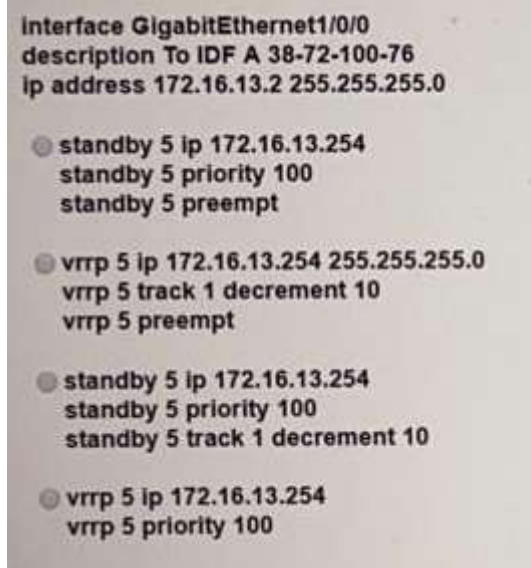 interface GigabitEthernet1/0/0
description To IDF A 38-72-100-76
ip address 172.16.13.2 255.255.255.0
standby 5 ip 172.16.13.254
standby 5 priority 100
standby 5 preempt
vrrp 5 ip 172.16.13.254 255.255.255.0
vrrp 5 track 1 decrement 10
vrrp 5 preempt
standby 5 ip 172.16.13.254
standby 5 priority 100
standby 5 track 1 decrement 10
vrrp 5 ip 172.16.13.254
vrrp 5 priority 100